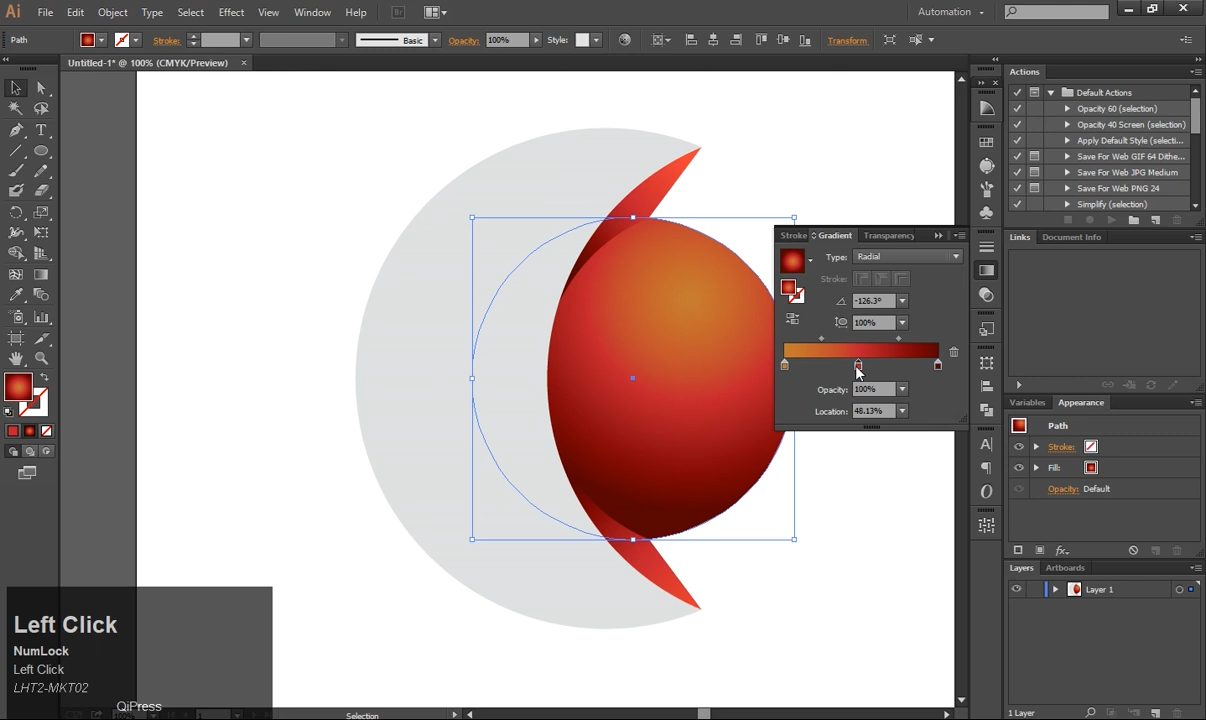 Ai File Edit Object Type Select Effect View Window Help Br Automation
Path Stroke: Basic Opacity: 100% Style: Transform
Untitled-1* @ 100% (CMYK/Preview) ×
Actions
Default Actions
Opacity 60 (selection)
Opacity 40 Screen (selection)
Apply Default Style (selecti...
Save For Web GIF 64 Dithe...
Save For Web JPG Medium
Save For Web PNG 24
Simplify (selection)
Links Document Info
Stroke Gradient Transparency
Type: Radial
Stroke:
-126.3°
100%
Opacity: 100%
Location: 48.13%
Variables Appearance
Path
Stroke:
Fill:
Opacity: Default
fx
Layers Artboards
Layer 1
1 Layer
Left Click
NumLock
Left Click
LHT2-MKT02
QiPress
Selection